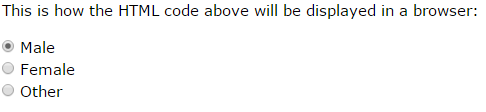 This is how the HTML code above will be displayed in a browser:
Male
Female
Other